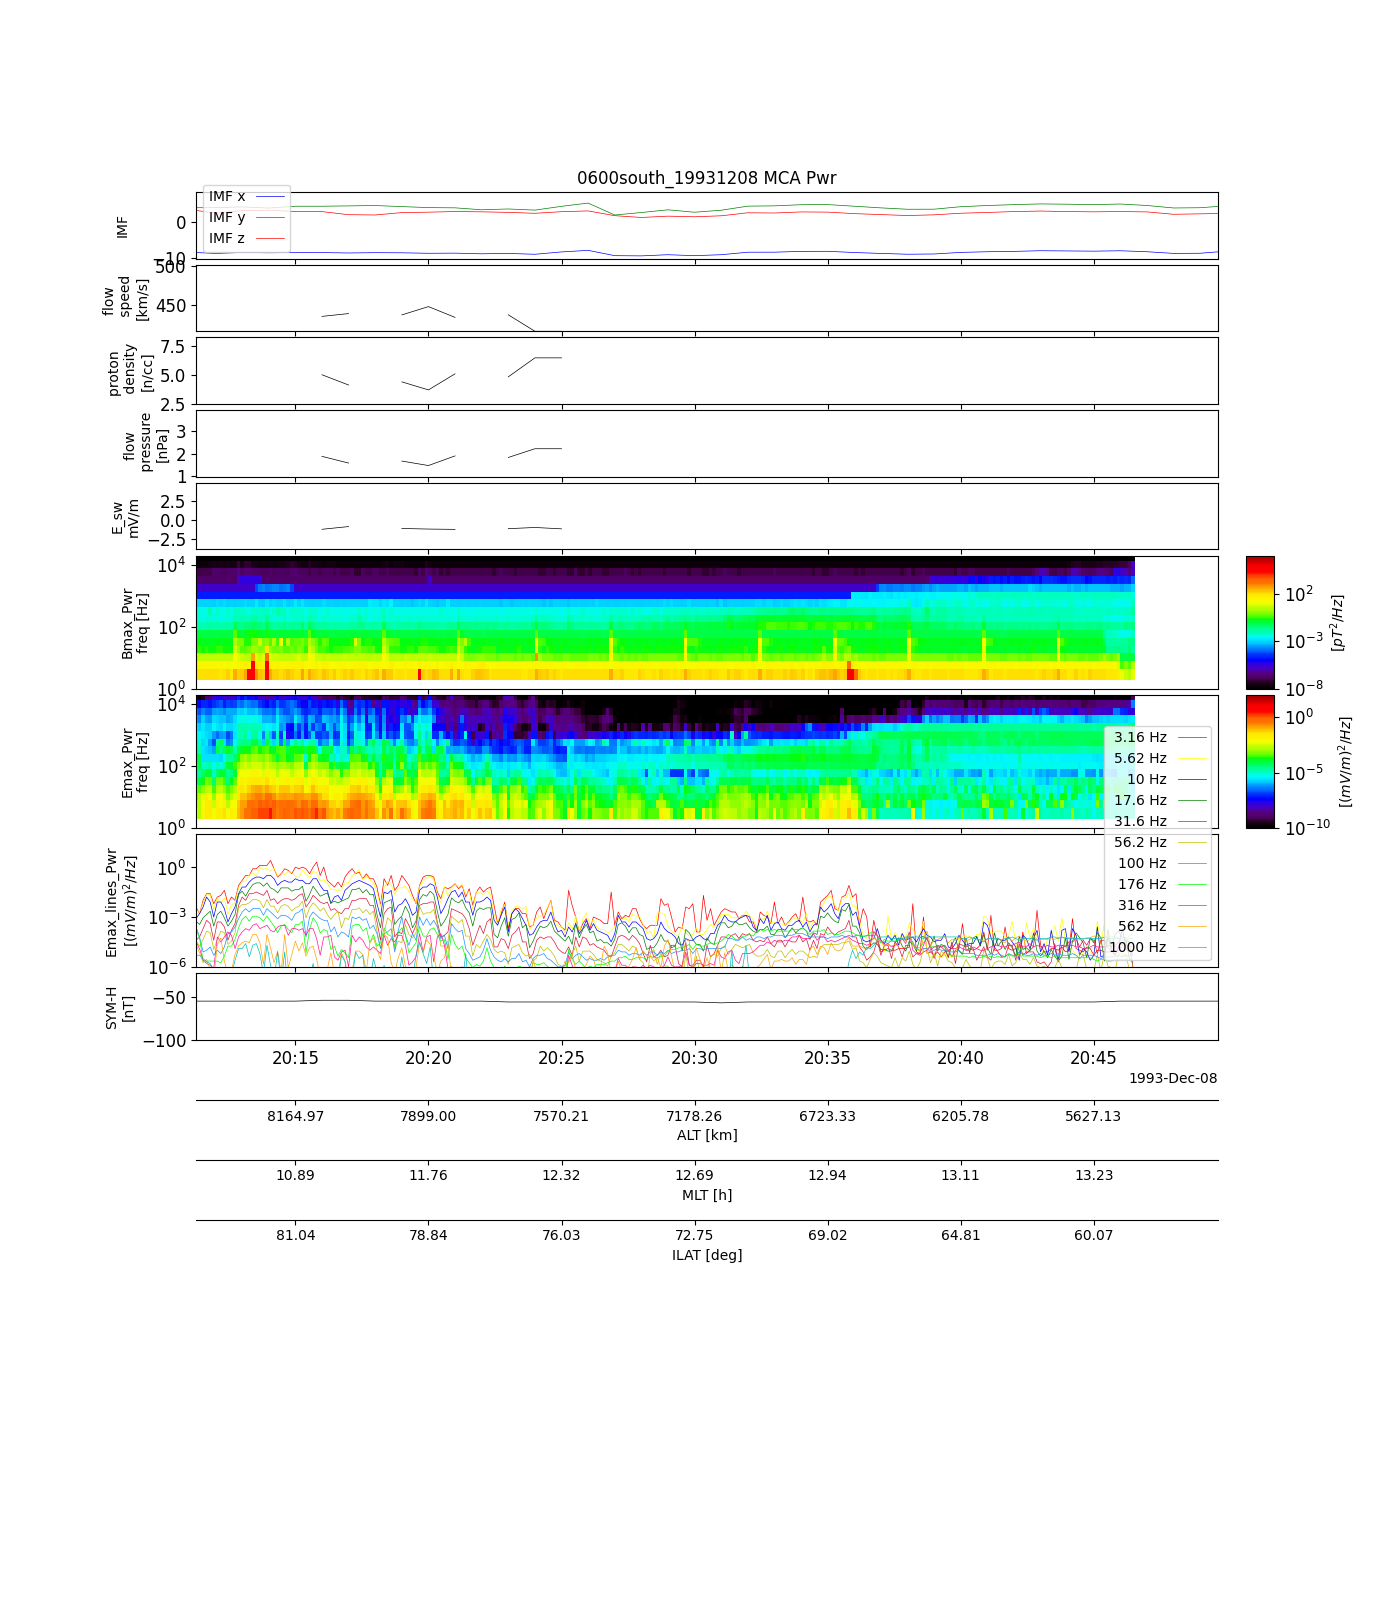 0600south_19931208 MCA Pwr
IMF
0
−10
IMF x
IMF y
IMF z
flow
speed
[km/s]
500
450
proton
density
[n/cc]
7.5
5.0
2.5
flow
pressure
[nPa]
3
2
1
E_sw
mV/m
2.5
0.0
−2.5
Bmax_Pwr
freq [Hz]
10^4
10^2
10^0
10^2
10^−3
10^−8
[pT^2/Hz]
Emax_Pwr
freq [Hz]
10^4
10^2
10^0
10^0
10^−5
10^−10
[(mV/m)^2/Hz]
3.16 Hz
5.62 Hz
10 Hz
17.6 Hz
31.6 Hz
56.2 Hz
100 Hz
176 Hz
316 Hz
562 Hz
1000 Hz
Emax_lines_Pwr
[(mV/m)^2/Hz]
10^0
10^−3
10^−6
SYM-H
[nT]
−50
−100
20:15 20:20 20:25 20:30 20:35 20:40 20:45
1993-Dec-08
8164.97 7899.00 7570.21 7178.26 6723.33 6205.78 5627.13
ALT [km]
10.89 11.76 12.32 12.69 12.94 13.11 13.23
MLT [h]
81.04 78.84 76.03 72.75 69.02 64.81 60.07
ILAT [deg]